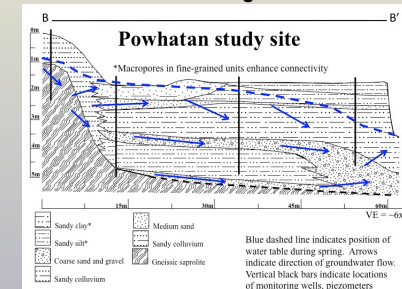 B
B'
Powhatan study site
*Macropores in fine-grained units enhance connectivity
0m
1m
2m
3m
4m
5m
15m
30m
45m
60m
VE = ~6x
Sandy clay*
Sandy silt*
Coarse sand and gravel
Sandy colluvium
Medium sand
Sandy colluvium
Gneissic saprolite
Blue dashed line indicates position of
water table during spring. Arrows
indicate direction of groundwater flow.
Vertical black bars indicate locations
of monitoring wells, piezometers